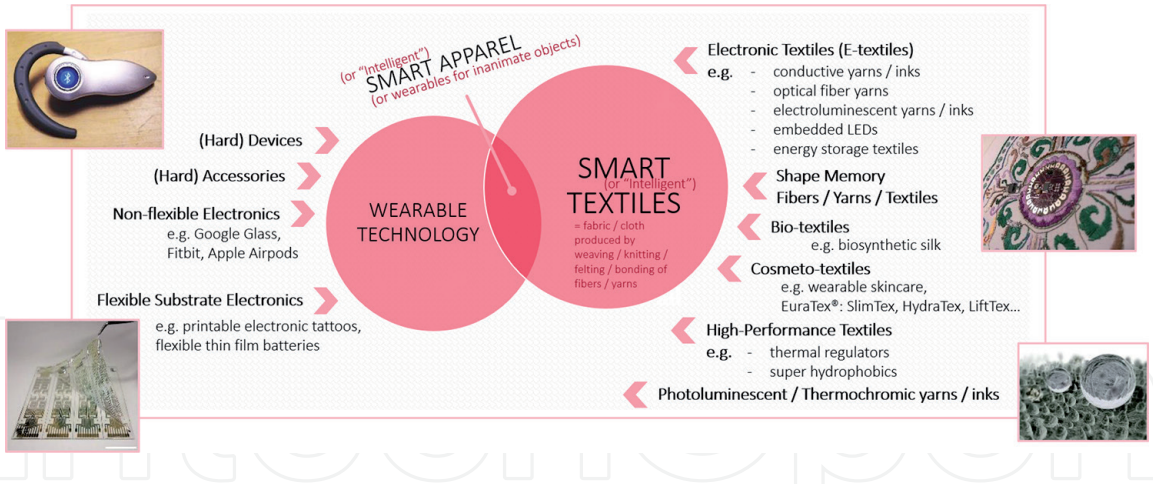 (or “Intelligent”)
SMART APPAREL
(or wearables for inanimate objects)
(Hard) Devices
(Hard) Accessories
Non-flexible Electronics
e.g. Google Glass,
Fitbit, Apple Airpods
Flexible Substrate Electronics
e.g. printable electronic tattoos,
flexible thin film batteries
WEARABLE
TECHNOLOGY
SMART
(or “Intelligent”)
TEXTILES
= fabric / cloth
produced by
weaving / knitting /
felting / bonding of
fibers / yarns
Electronic Textiles (E-textiles)
e.g. - conductive yarns / inks
- optical fiber yarns
- electroluminescent yarns / inks
- embedded LEDs
- energy storage textiles
Shape Memory
Fibers / Yarns / Textiles
Bio-textiles
e.g. biosynthetic silk
Cosmeto-textiles
e.g. wearable skincare,
EuraTex®: SlimTex, HydraTex, LiftTex...
High-Performance Textiles
e.g. - thermal regulators
- super hydrophobics
Photoluminescent / Thermochromic yarns / inks